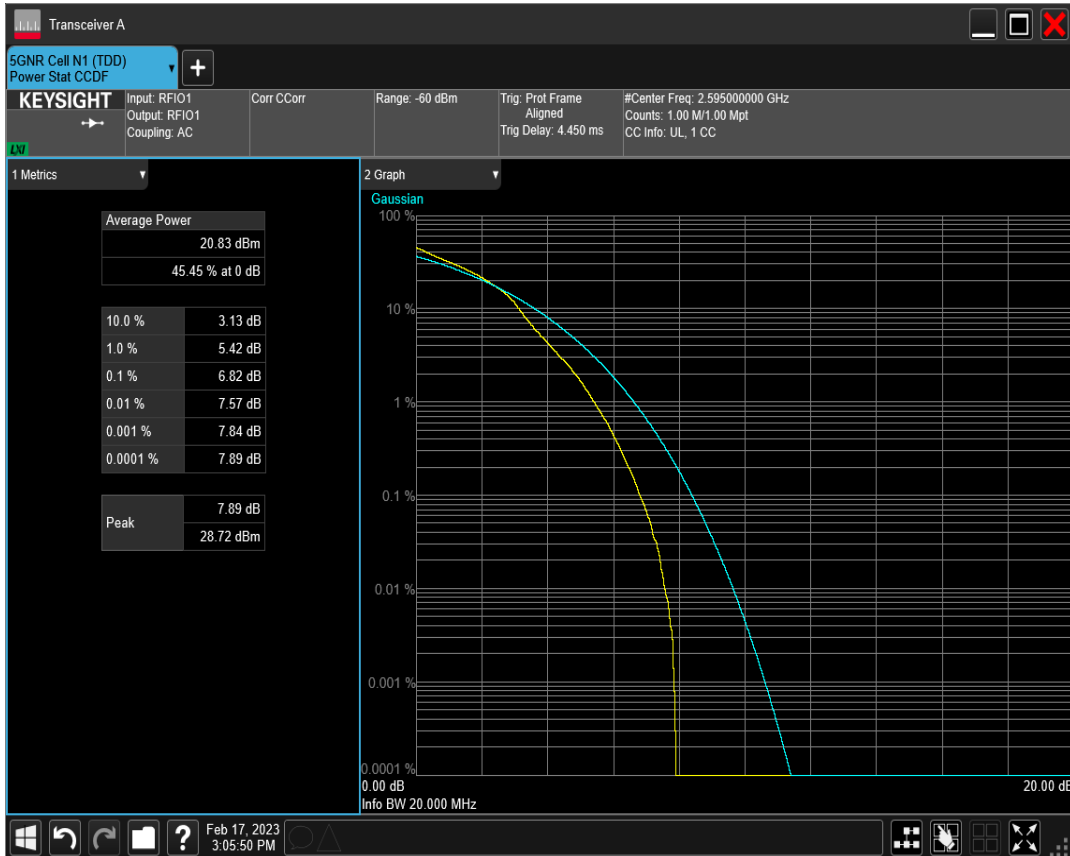 Transceiver A
5GNR Cell N1 (TDD)
Power Stat CCDF
+
KEYSIGHT
LXI
Input: RFIO1
Output: RFIO1
Coupling: AC
Corr CCorr
Range: -60 dBm
Trig: Prot Frame
Aligned
Trig Delay: 4.450 ms
#Center Freq: 2.595000000 GHz
Counts: 1.00 M/1.00 Mpt
CC Info: UL, 1 CC
1 Metrics
Average Power
20.83 dBm
45.45 % at 0 dB
10.0 % 3.13 dB
1.0 % 5.42 dB
0.1 % 6.82 dB
0.01 % 7.57 dB
0.001 % 7.84 dB
0.0001 % 7.89 dB
Peak
7.89 dB
28.72 dBm
2 Graph
Gaussian
100 %
10 %
1 %
0.1 %
0.01 %
0.001 %
0.0001 %
0.00 dB 20.00 dB
Info BW 20.000 MHz
?
Feb 17, 2023
3:05:50 PM